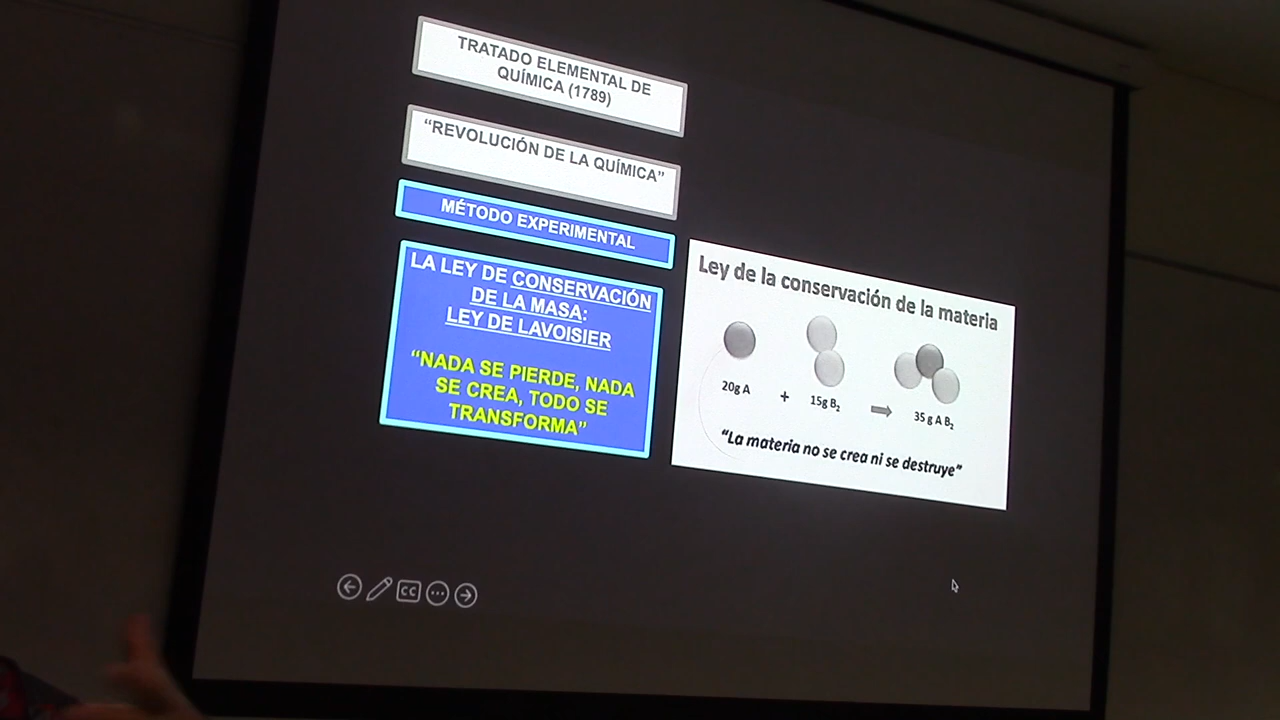 TRATADO ELEMENTAL DE
QUÍMICA (1789)
“REVOLUCIÓN DE LA QUÍMICA”
MÉTODO EXPERIMENTAL
LA LEY DE CONSERVACIÓN
DE LA MASA:
LEY DE LAVOISIER
“NADA SE PIERDE, NADA
SE CREA, TODO SE
TRANSFORMA”
Ley de la conservación de la materia
20g A + 15g B₂ ➡ 35 g A B₂
“La materia no se crea ni se destruye”
CC